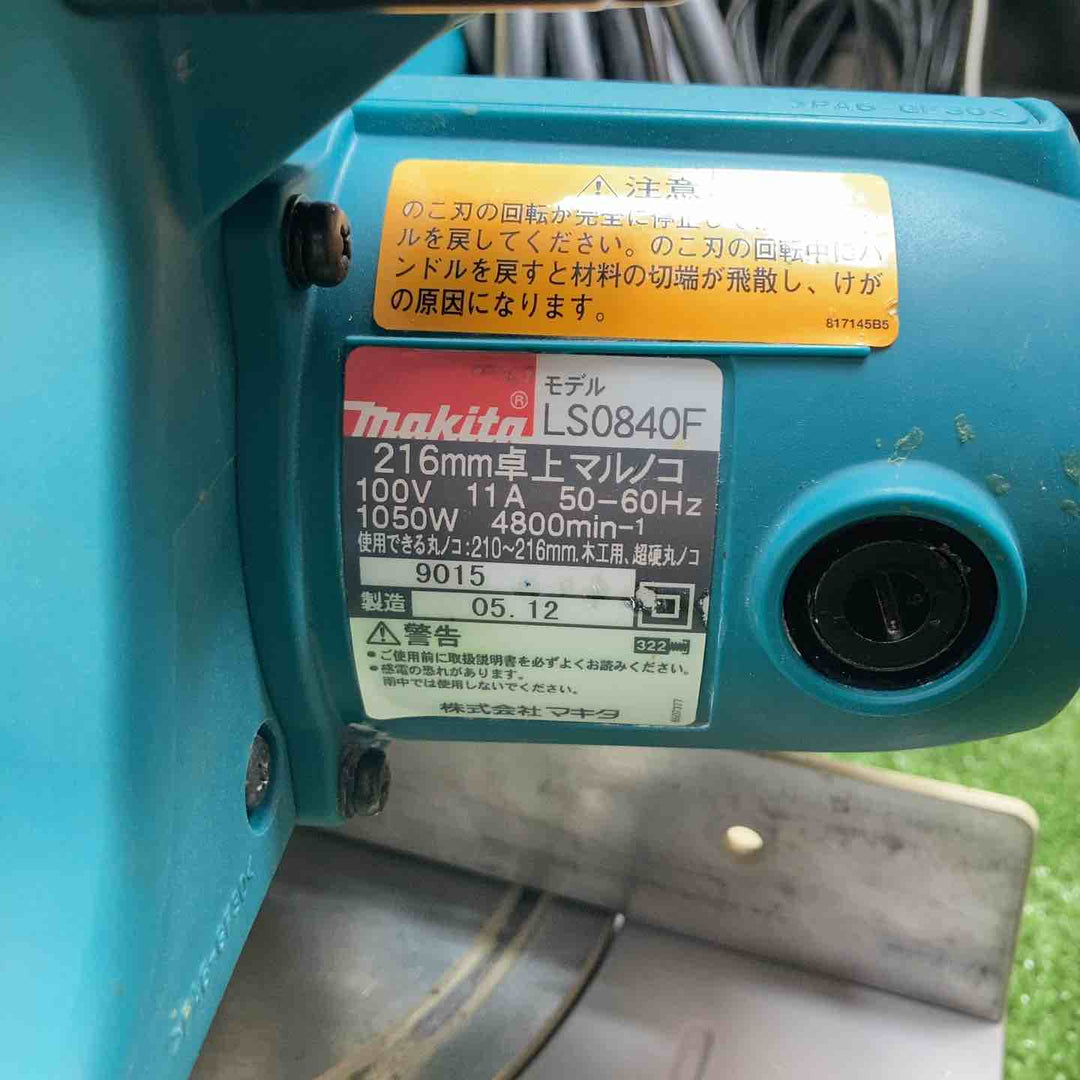 >PA6-GF30<
注意
のこ刃の回転が完全に停止して
ルを戻してください。のこ刃の回転中にハ
ンドルを戻すと材料の切端が飛散し、けが
の原因になります。
817145B5
makita®
モデル
LS0840F
216mm卓上マルノコ
100V 11A 50-60Hz
1050W 4800min-1
使用できる丸ノコ:210~216mm.木工用、超硬丸ノコ
9015
製造 05.12
警告
322
●ご使用前に取扱説明書を必ずよくお読みください。
●感電の恐れがあります。
雨中では使用しないでください。
株式会社マキタ